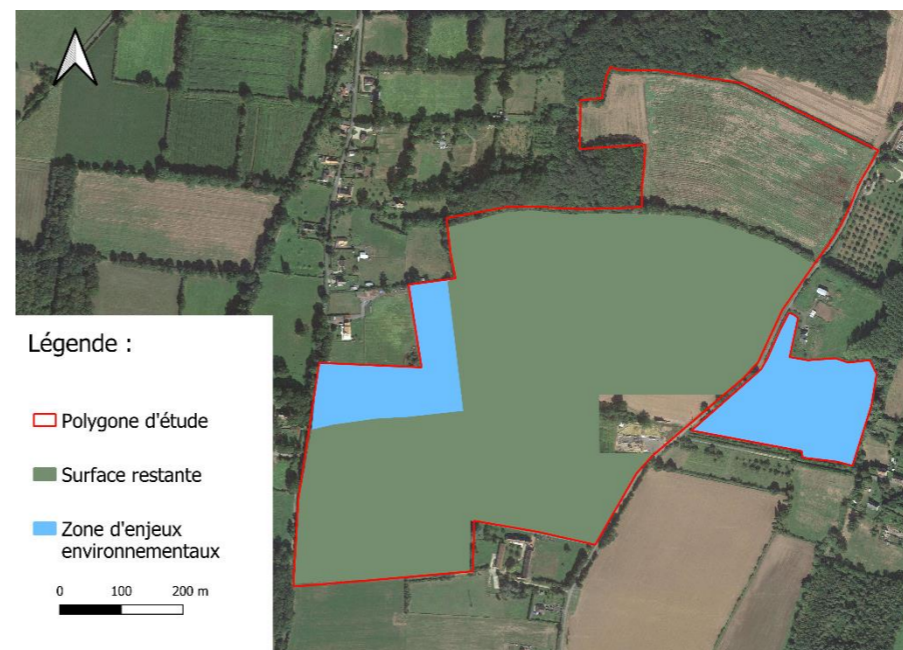 Légende :
Polygone d'étude
Surface restante
Zone d'enjeux
environnementaux
0 100 200 m